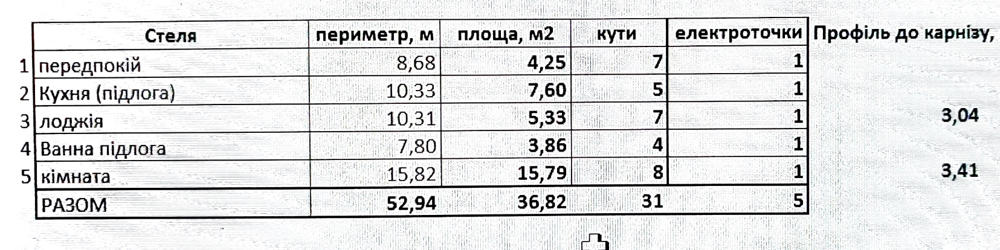 Стеля периметр, м площа, м2 кути електроточки Профіль до карнізу,
1 передпокій 8,68 4,25 7 1
2 Кухня (підлога) 10,33 7,60 5 1
3 лоджія 10,31 5,33 7 1 3,04
4 Ванна підлога 7,80 3,86 4 1
5 кімната 15,82 15,79 8 1 3,41
РАЗОМ 52,94 36,82 31 5